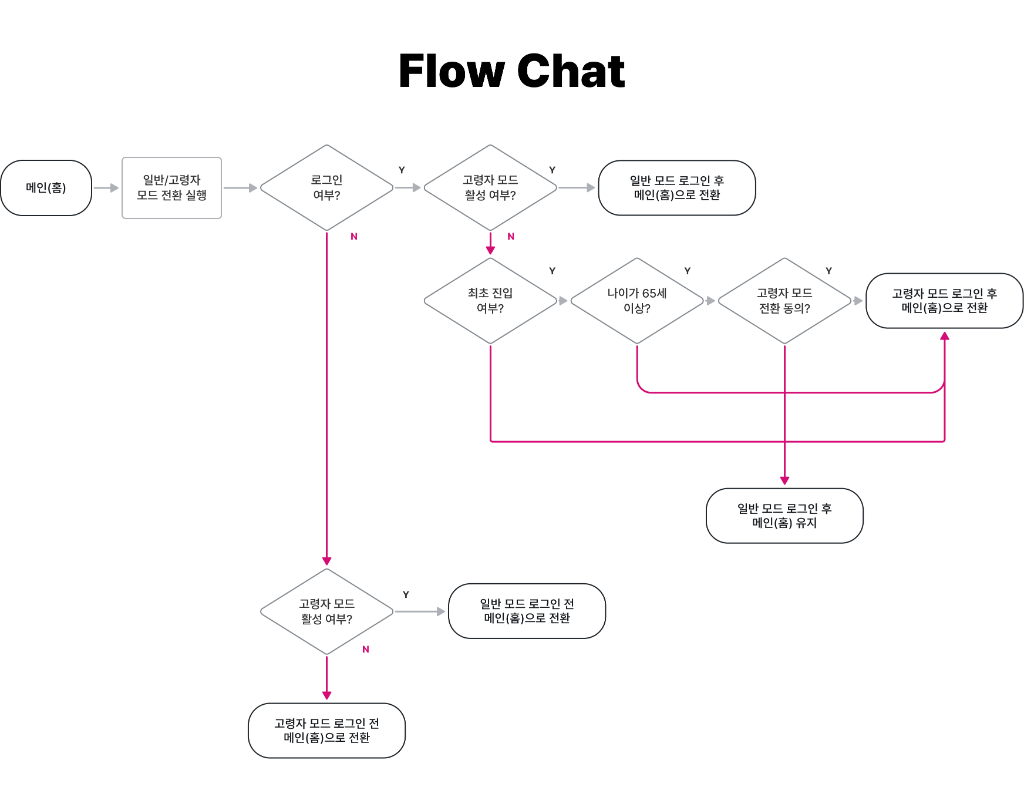 Flow Chat
메인(홈)
일반/고령자
모드 전환 실행
로그인
여부?
Y
고령자 모드
활성 여부?
Y
일반 모드 로그인 후
메인(홈)으로 전환
N
N
최초 진입
여부?
Y
나이가 65세
이상?
Y
고령자 모드
전환 동의?
Y
고령자 모드 로그인 후
메인(홈)으로 전환
일반 모드 로그인 후
메인(홈) 유지
고령자 모드
활성 여부?
Y
일반 모드 로그인 전
메인(홈)으로 전환
N
고령자 모드 로그인 전
메인(홈)으로 전환